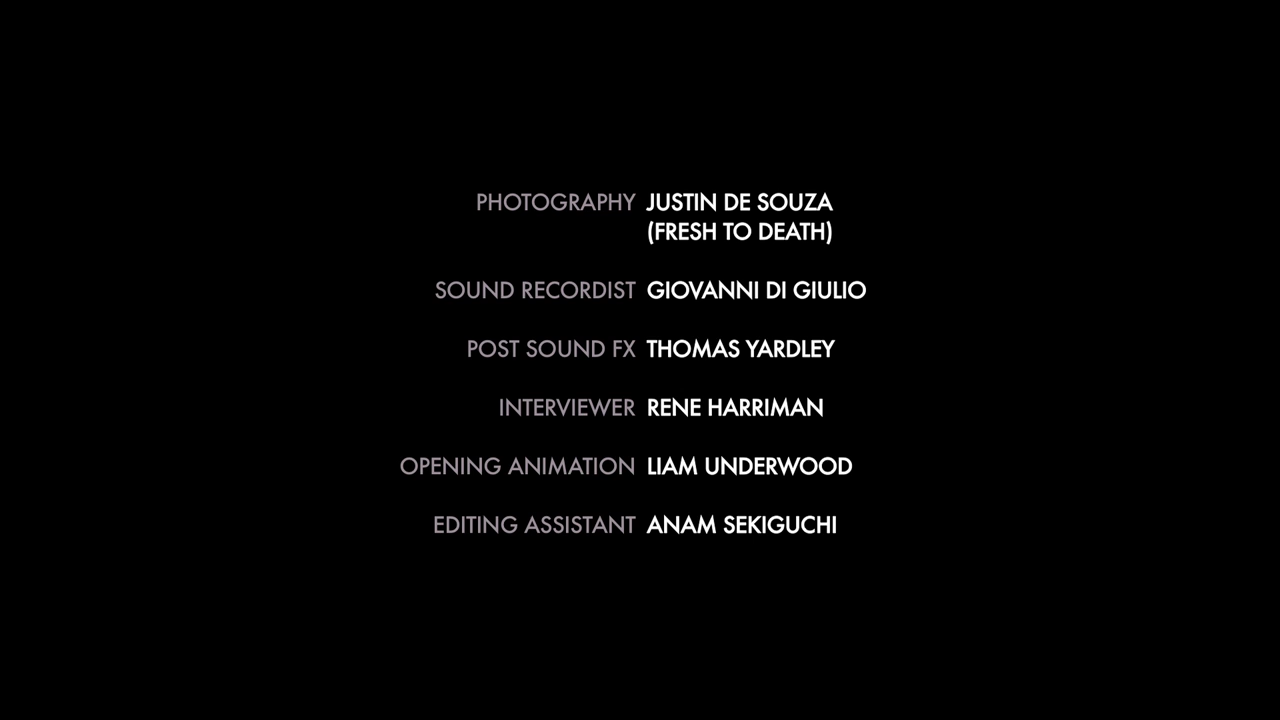 PHOTOGRAPHY JUSTIN DE SOUZA
(FRESH TO DEATH)
SOUND RECORDIST GIOVANNI DI GIULIO
POST SOUND FX THOMAS YARDLEY
INTERVIEWER RENE HARRIMAN
OPENING ANIMATION LIAM UNDERWOOD
EDITING ASSISTANT ANAM SEKIGUCHI